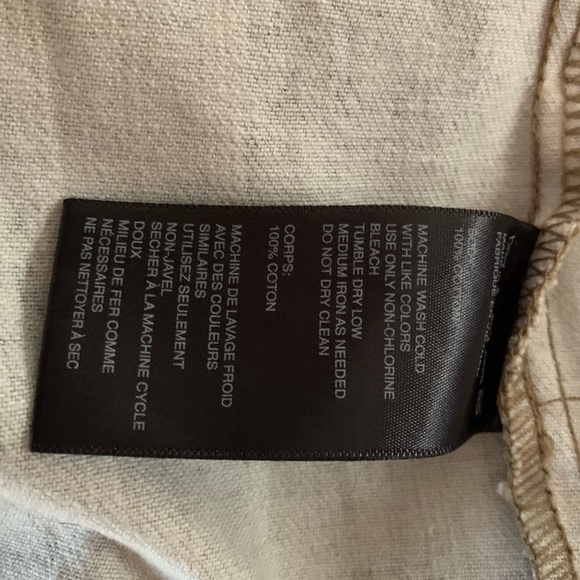 100% COTTON
MACHINE WASH COLD
WITH LIKE COLORS
USE ONLY NON-CHLORINE
BLEACH
TUMBLE DRY LOW
MEDIUM IRON AS NEEDED
DO NOT DRY CLEAN
CORPS:
100% COTON
MACHINE DE LAVAGE FROID
AVEC DES COULEURS
SIMILAIRES
UTILISEZ SEULEMENT
NON-JAVEL
SECHER À LA MACHINE CYCLE
DOUX
MILIEU DE FER COMME
NÉCESSAIRES
NE PAS NETTOYER À SEC